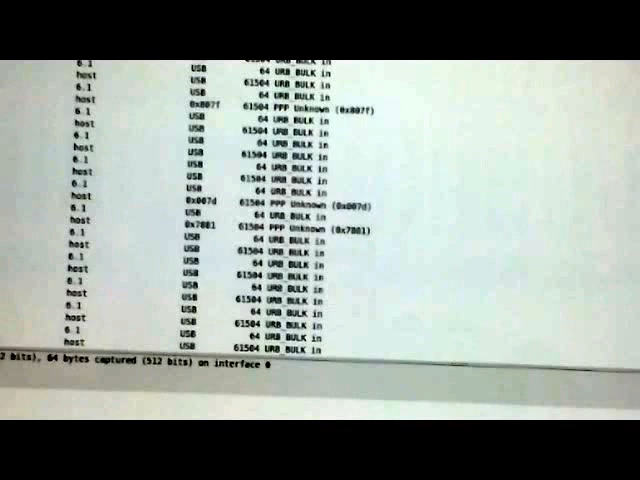 61504 URB_BULK in
6.1 USB 64 URB_BULK in
host USB 61504 URB_BULK in
6.1 USB 64 URB_BULK in
host 0x807f 61504 PPP Unknown (0x807f)
6.1 USB 64 URB_BULK in
host USB 61504 URB_BULK in
6.1 USB 64 URB_BULK in
host USB 61504 URB_BULK in
6.1 USB 64 URB_BULK in
host USB 61504 URB_BULK in
6.1 USB 64 URB_BULK in
host 0x007d 61504 PPP Unknown (0x007d)
6.1 USB 64 URB_BULK in
host 0x7881 61504 PPP Unknown (0x7881)
6.1 USB 64 URB_BULK in
host USB 61504 URB_BULK in
6.1 USB 64 URB_BULK in
host USB 61504 URB_BULK in
6.1 USB 64 URB_BULK in
host USB 61504 URB_BULK in
6.1 USB 64 URB_BULK in
host USB 61504 URB_BULK in
6.1 USB 64 URB_BULK in
host USB 61504 URB_BULK in
2 bits), 64 bytes captured (512 bits) on interface 0